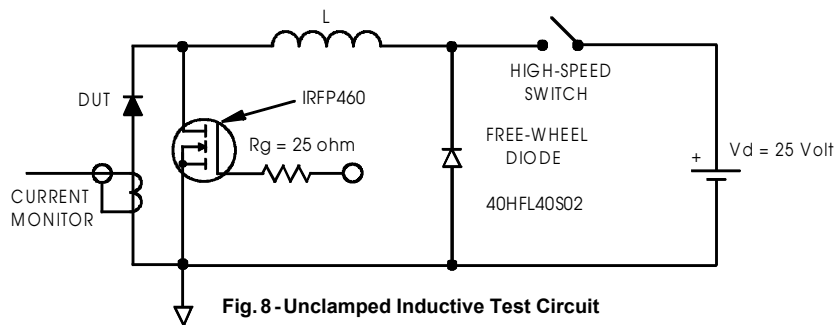 L
HIGH-SPEED
SWITCH
DUT
IRFP460
Rg = 25 ohm
FREE-WHEEL
DIODE
40HFL40S02
+
Vd = 25 Volt
CURRENT
MONITOR
Fig. 8 - Unclamped Inductive Test Circuit